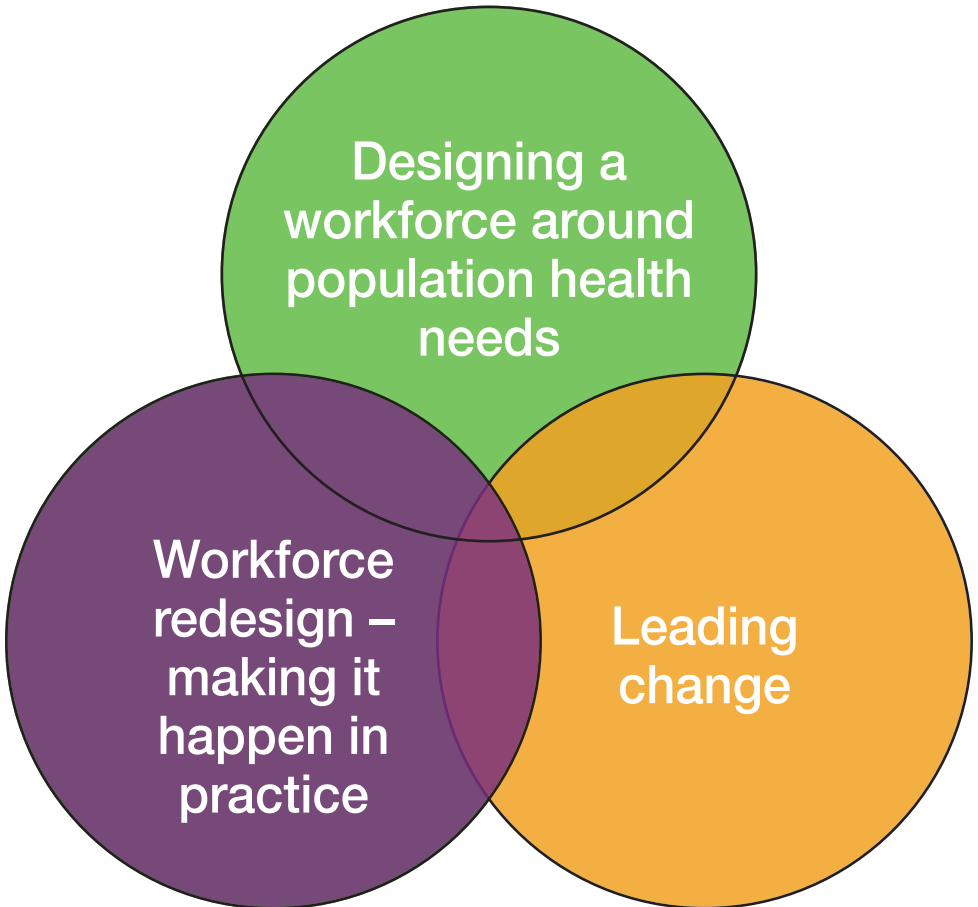 Designing a
workforce around
population health
needs
Workforce
redesign –
making it
happen in
practice
Leading
change